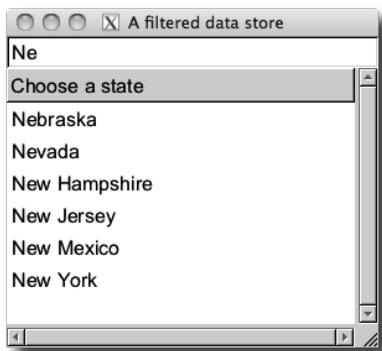 A filtered data store
Ne
Choose a state
Nebraska
Nevada
New Hampshire
New Jersey
New Mexico
New York